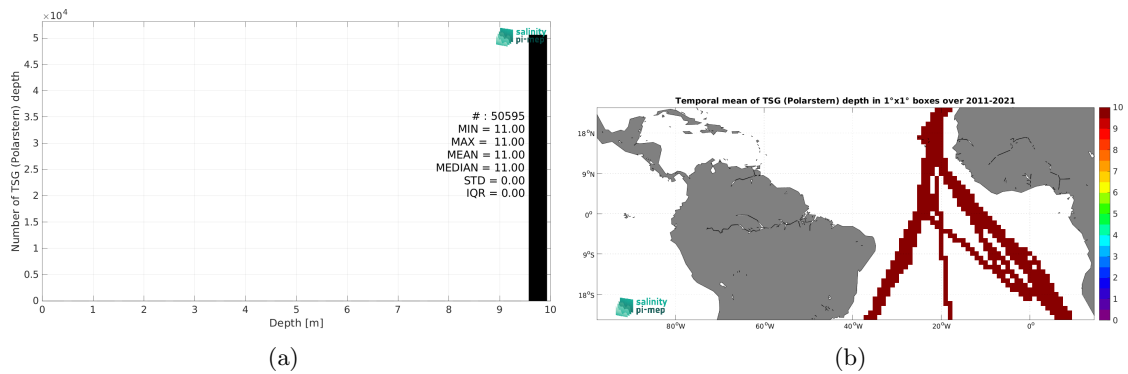 ×10⁴
5
4.5
4
3.5
3
2.5
2
1.5
1
0.5
0
Number of TSG (Polarstern) depth
salinity
pi-mep
# : 50595
MIN = 11.00
MAX = 11.00
MEAN = 11.00
MEDIAN = 11.00
STD = 0.00
IQR = 0.00
0 1 2 3 4 5 6 7 8 9 10
Depth [m]
(a)
Temporal mean of TSG (Polarstern) depth in 1°x1° boxes over 2011-2021
18°N
9°N
0°
9°S
18°S
salinity
pi-mep
80°W 60°W 40°W 20°W 0°
10
9
8
7
6
5
4
3
2
1
0
(b)